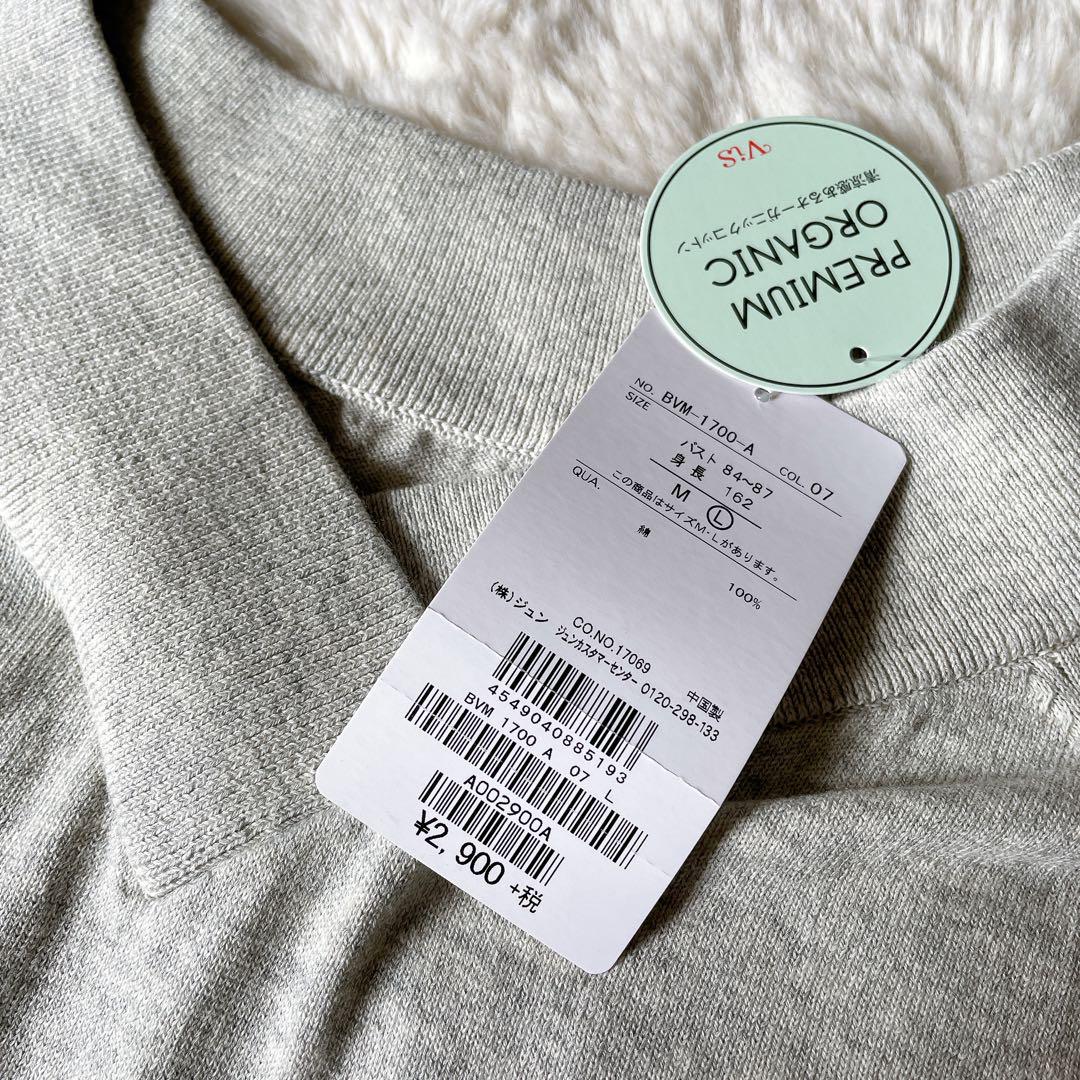 ViS
清涼感あるオーガニックコットン
PREMIUM
ORGANIC
NO. BVM-1700-A COL. 07
SIZE
バスト 84~87
身長 162
M L
この商品はサイズM・Lがあります。
QUA.
綿 100%
(株)ジュン CO.NO.17069 中国製
ジュンカスタマーセンター 0120-298-133
4549040885193
BVM 1700 A 07 L
A002900A
¥2,900 +税